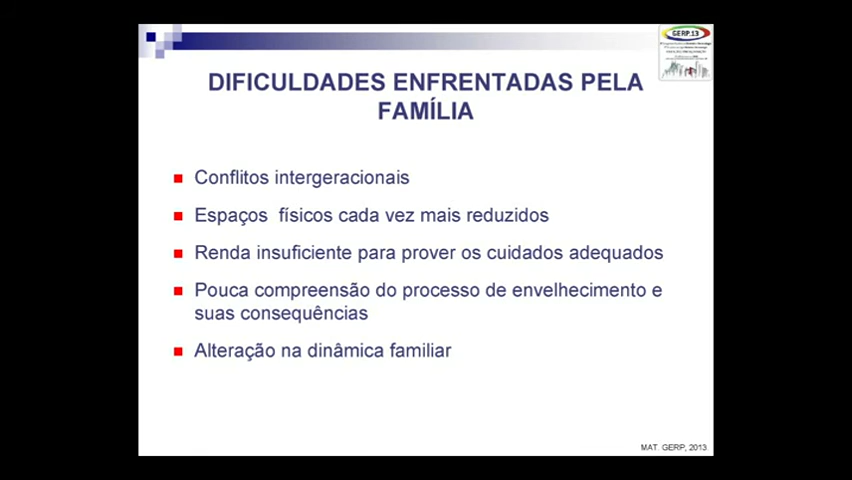 GERP.13
DIFICULDADES ENFRENTADAS PELA
FAMÍLIA
Conflitos intergeracionais
Espaços físicos cada vez mais reduzidos
Renda insuficiente para prover os cuidados adequados
Pouca compreensão do processo de envelhecimento e
suas consequências
Alteração na dinâmica familiar
MAT. GERP, 2013